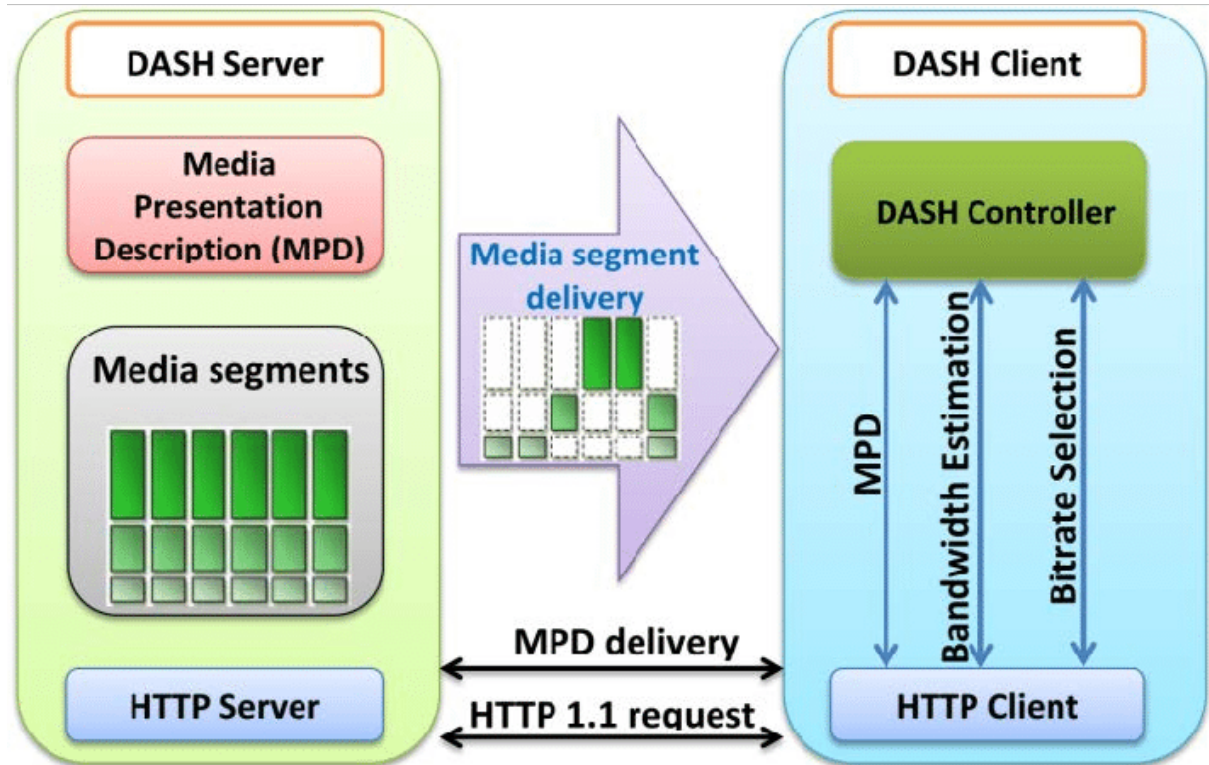 DASH Server
Media
Presentation
Description (MPD)
Media segments
HTTP Server
Media segment
delivery
MPD delivery
HTTP 1.1 request
DASH Client
DASH Controller
MPD
Bandwidth Estimation
Bitrate Selection
HTTP Client